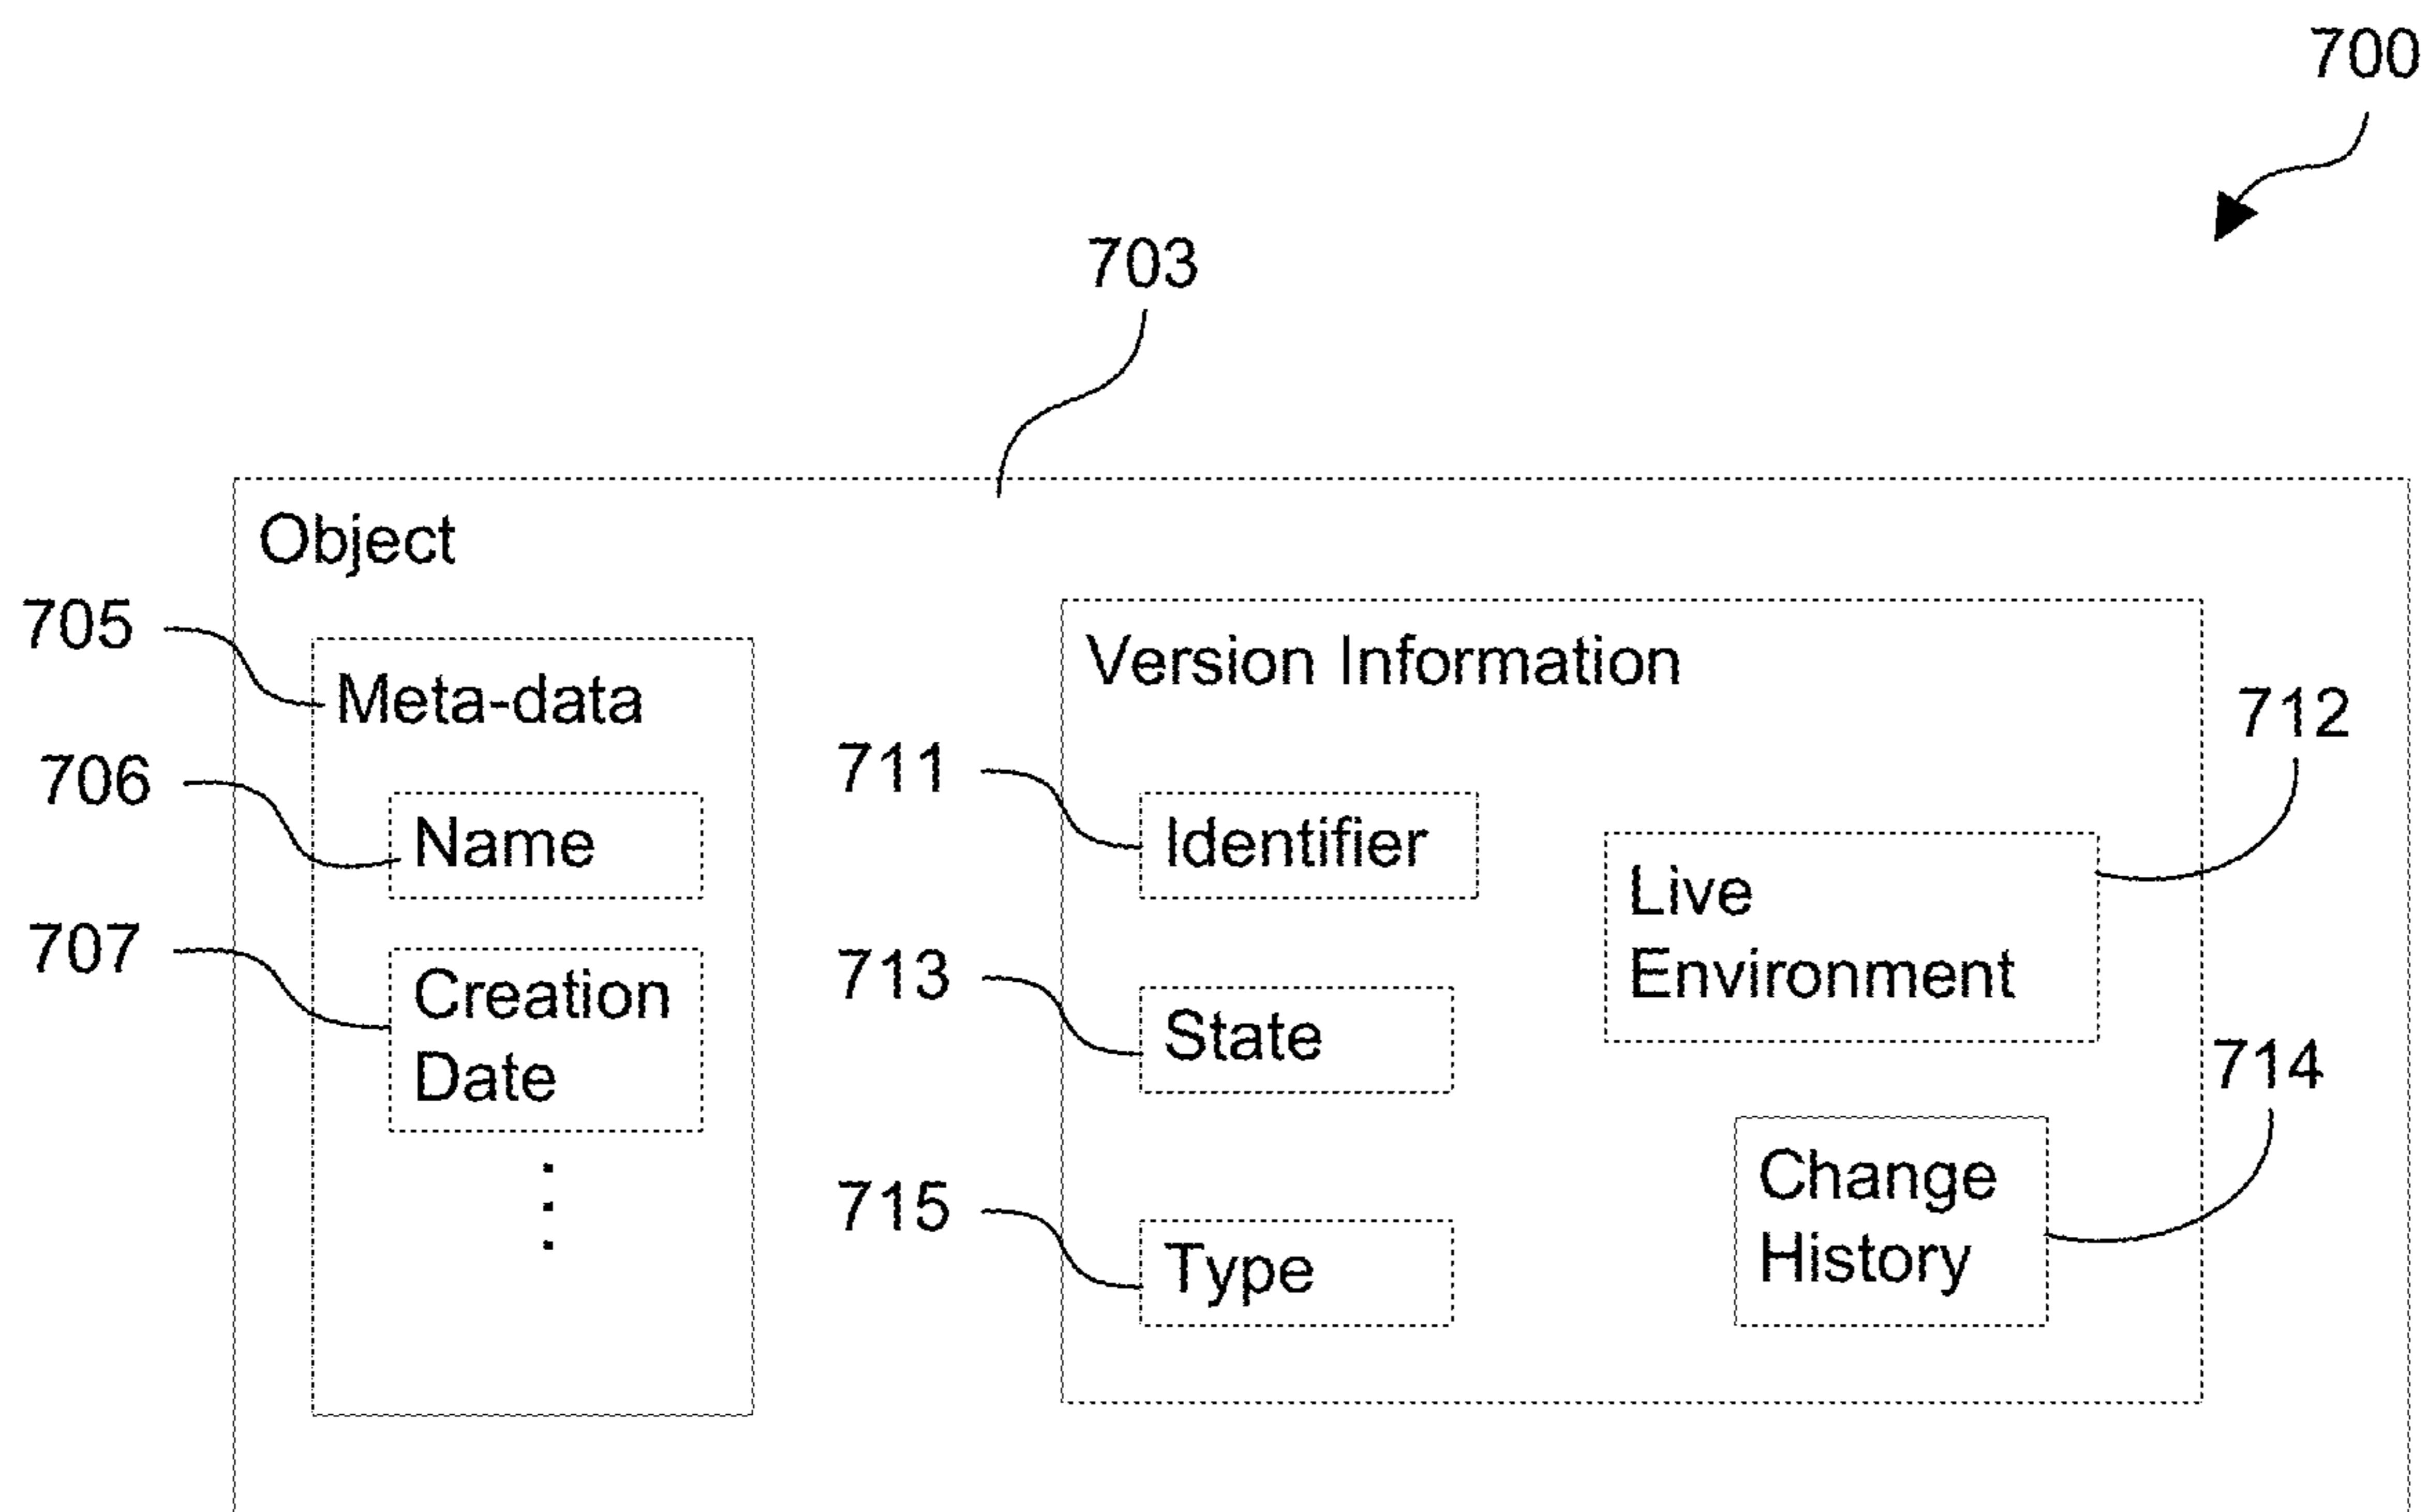 700
703
Object
705
Meta-data
Version Information
712
706
Name
711
Identifier
Live
Environment
707
Creation
Date
713
State
714
Change
History
715
Type